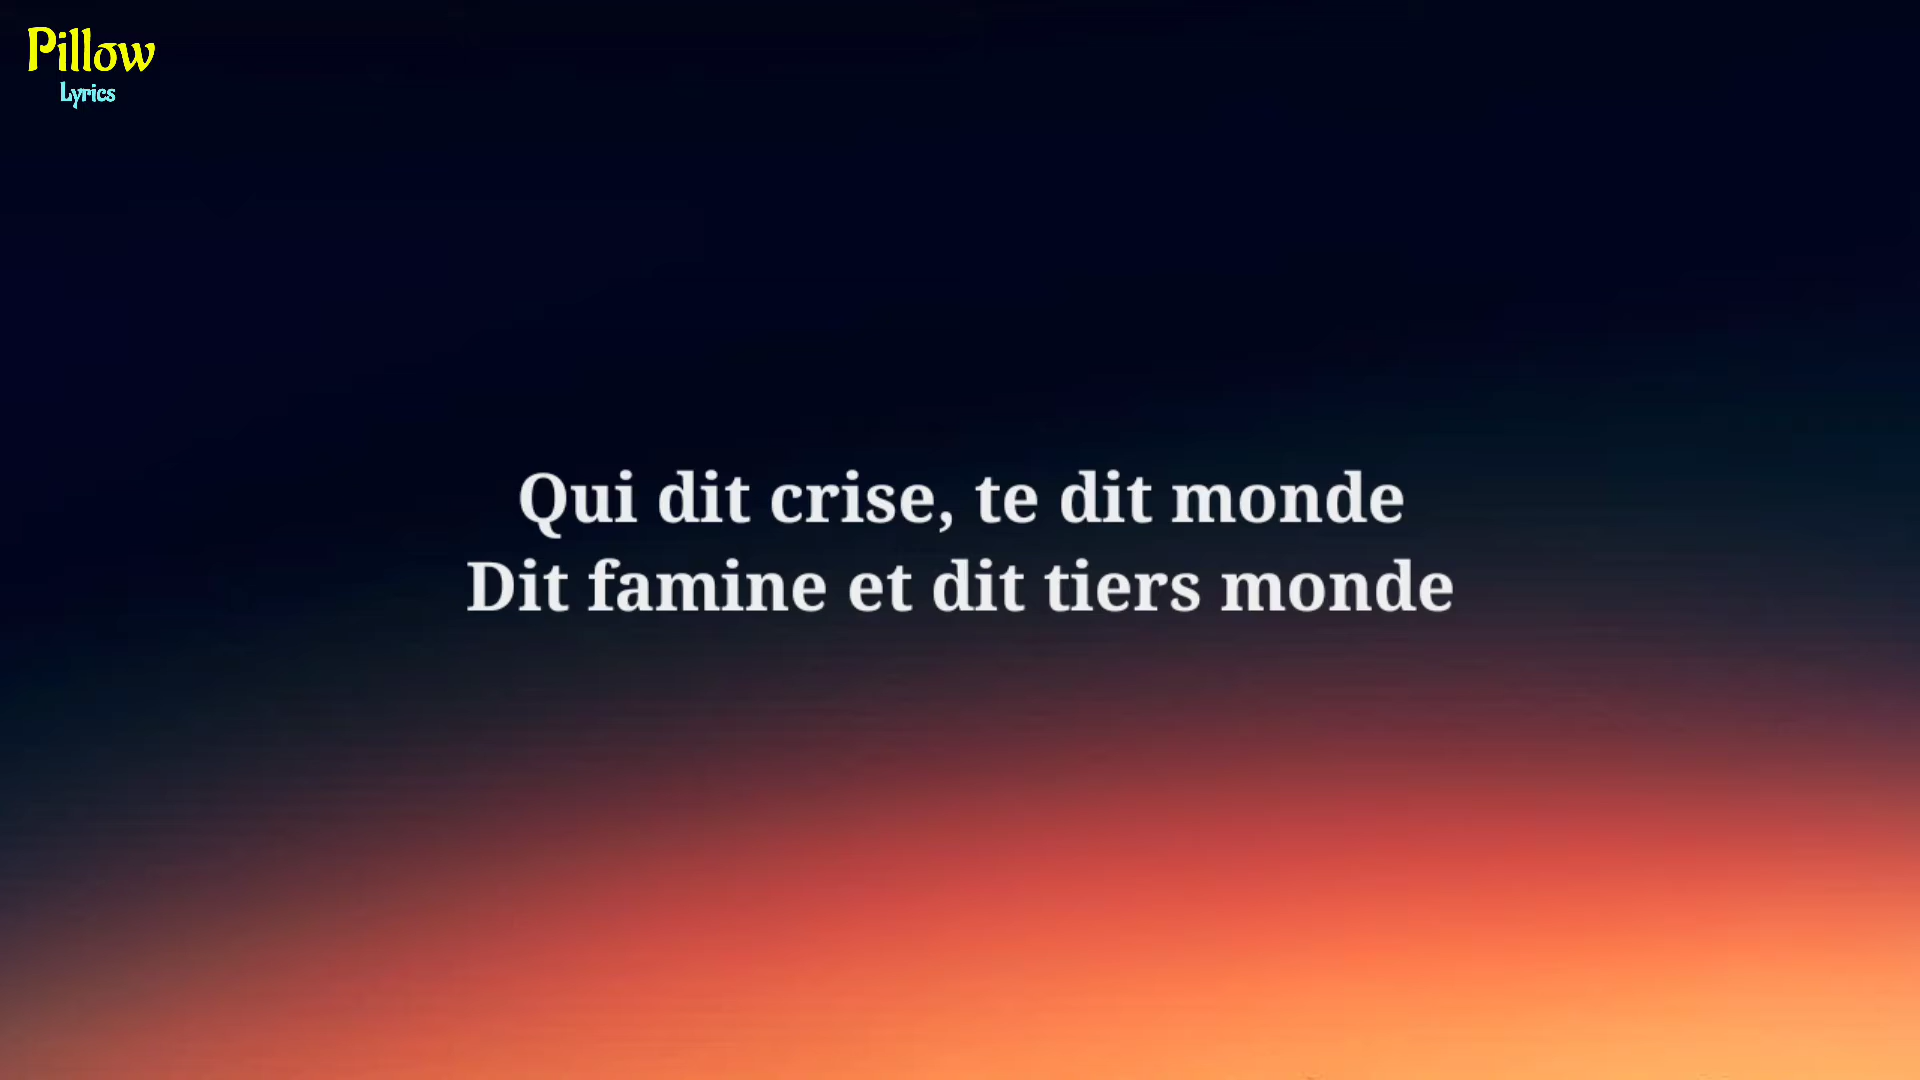 Pillow
Lyrics
Qui dit crise, te dit monde
Dit famine et dit tiers monde